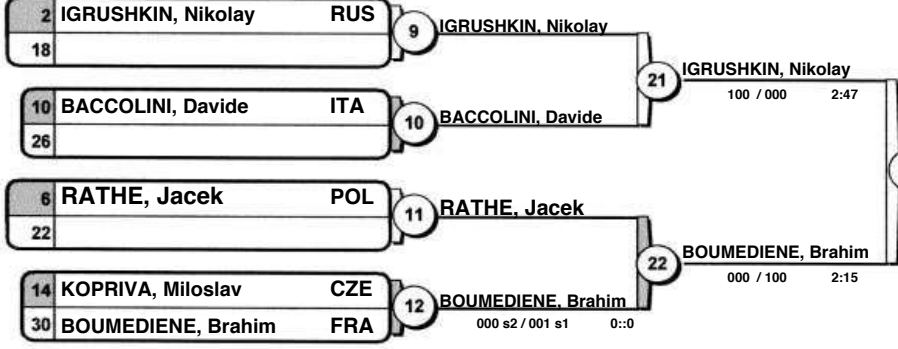 2 IGRUSHKIN, Nikolay RUS
18
9
IGRUSHKIN, Nikolay
10 BACCOLINI, Davide ITA
26
10
BACCOLINI, Davide
21
IGRUSHKIN, Nikolay
100 / 000 2:47
6 RATHE, Jacek POL
22
11
RATHE, Jacek
14 KOPRIVA, Miloslav CZE
30 BOUMEDIENE, Brahim FRA
12
BOUMEDIENE, Brahim
000 s2 / 001 s1 0::0
22
BOUMEDIENE, Brahim
000 / 100 2:15